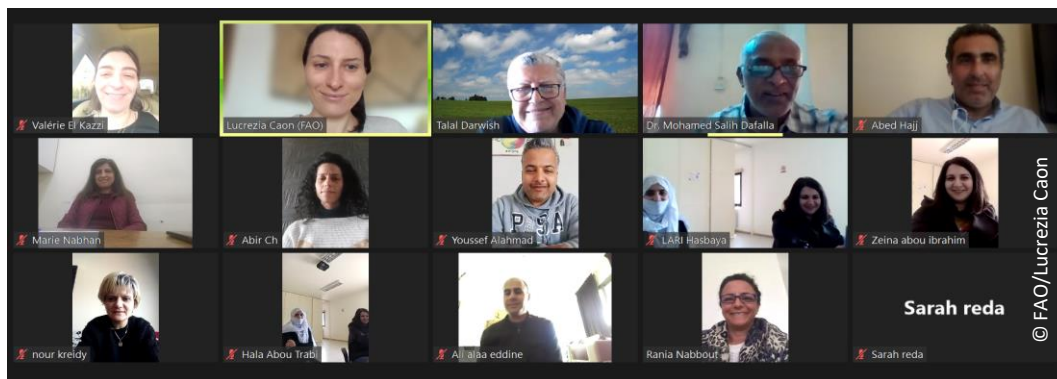 Valérie El Kazzi
Lucrezia Caon (FAO)
Talal Darwish
Dr. Mohamed Salih Dafalla
Abed Hajj
Marie Nabhan
Abir Ch
PSA
Youssef Alahmad
LARI Hasbaya
Zeina abou ibrahim
nour kreidy
Hala Abou Trabi
Ali alaa eddine
Rania Nabbout
Sarah reda
Sarah reda
© FAO/Lucrezia Caon